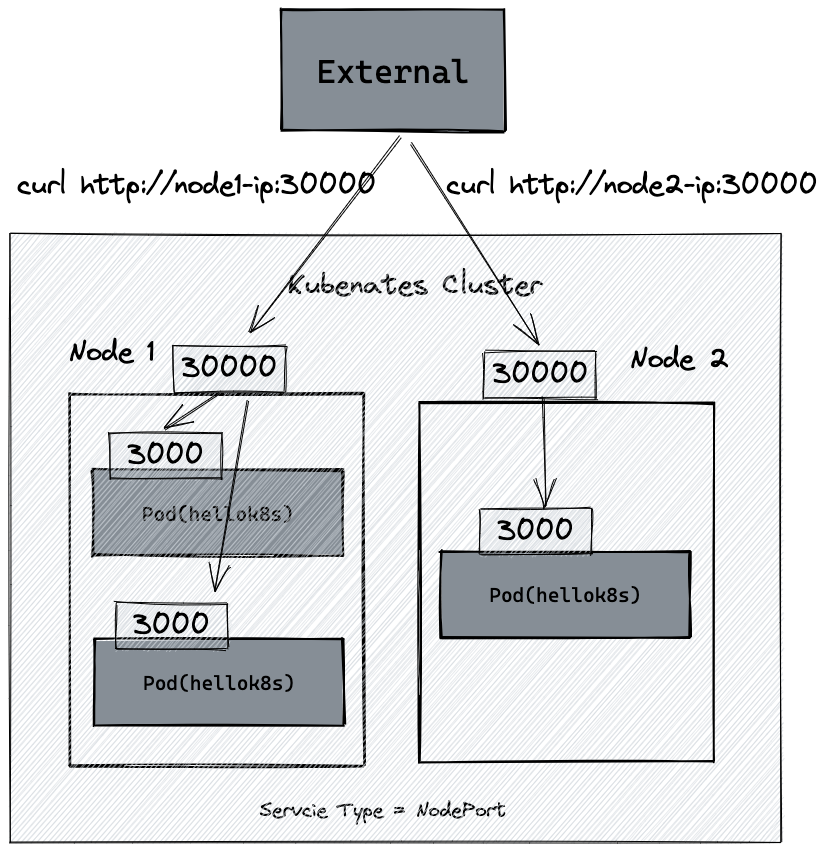 External
curl http://node1-ip:30000
curl http://node2-ip:30000
Kubenates Cluster
Node 1
30000
30000
Node 2
3000
Pod(hellok8s)
3000
Pod(hellok8s)
3000
Pod(hellok8s)
Servcie Type = NodePort